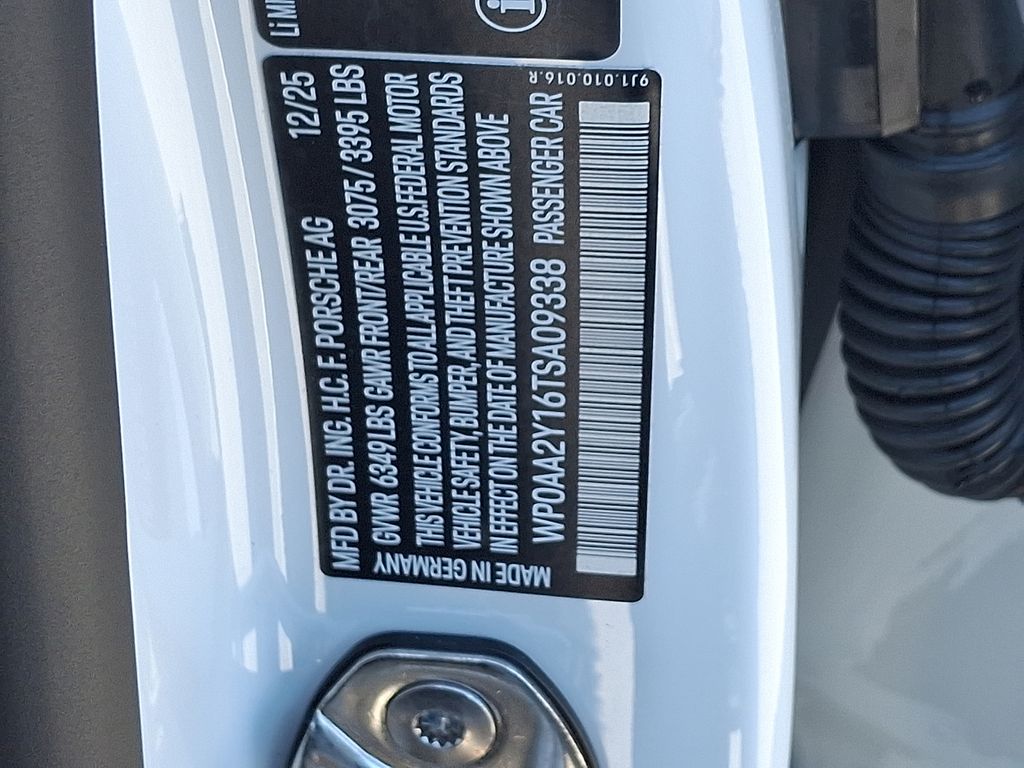 Li
i
12/25
MFD BY DR. ING. H.C. F. PORSCHE AG
GVWR 6349 LBS GAWR FRONT/REAR 3075 / 3395 LBS
THIS VEHICLE CONFORMS TO ALL APPLICABLE U.S FEDERAL MOTOR
VEHICLE SAFETY, BUMPER, AND THEFT PREVENTION STANDARDS
IN EFFECT ON THE DATE OF MANUFACTURE SHOWN ABOVE
WP0AA2Y16TSA09338 PASSENGER CAR
MADE IN GERMANY
9J1.010.016.R